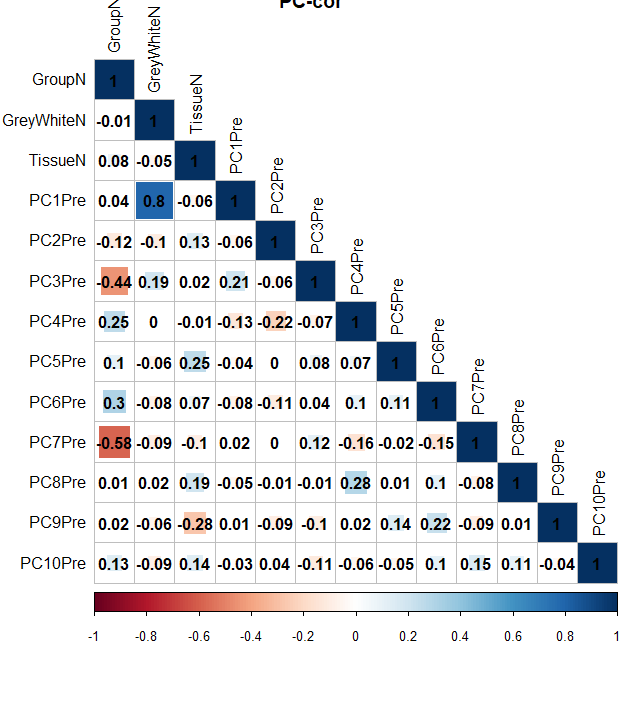 PC-cor
GroupN
GreyWhiteN
TissueN
PC1Pre
PC2Pre
PC3Pre
PC4Pre
PC5Pre
PC6Pre
PC7Pre
PC8Pre
PC9Pre
PC10Pre
GroupN 1
GreyWhiteN -0.01 1
TissueN 0.08 -0.05 1
PC1Pre 0.04 0.8 -0.06 1
PC2Pre -0.12 -0.1 0.13 -0.06 1
PC3Pre -0.44 0.19 0.02 0.21 -0.06 1
PC4Pre 0.25 0 -0.01 -0.13 -0.22 -0.07 1
PC5Pre 0.1 -0.06 0.25 -0.04 0 0.08 0.07 1
PC6Pre 0.3 -0.08 0.07 -0.08 -0.11 0.04 0.1 0.11 1
PC7Pre -0.58 -0.09 -0.1 0.02 0 0.12 -0.16 -0.02 -0.15 1
PC8Pre 0.01 0.02 0.19 -0.05 -0.01 -0.01 0.28 0.01 0.1 -0.08 1
PC9Pre 0.02 -0.06 -0.28 0.01 -0.09 -0.1 0.02 0.14 0.22 -0.09 0.01 1
PC10Pre 0.13 -0.09 0.14 -0.03 0.04 -0.11 -0.06 -0.05 0.1 0.15 0.11 -0.04 1
-1 -0.8 -0.6 -0.4 -0.2 0 0.2 0.4 0.6 0.8 1